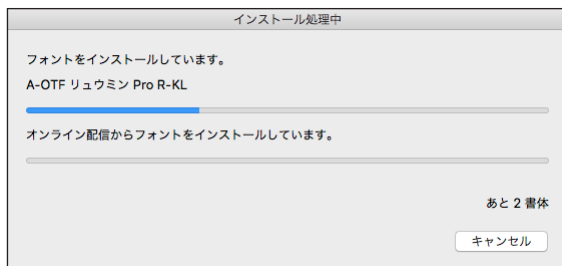 インストール処理中
フォントをインストールしています。
A-OTF リュウミン Pro R-KL
オンライン配信からフォントをインストールしています。
あと 2 書体
キャンセル